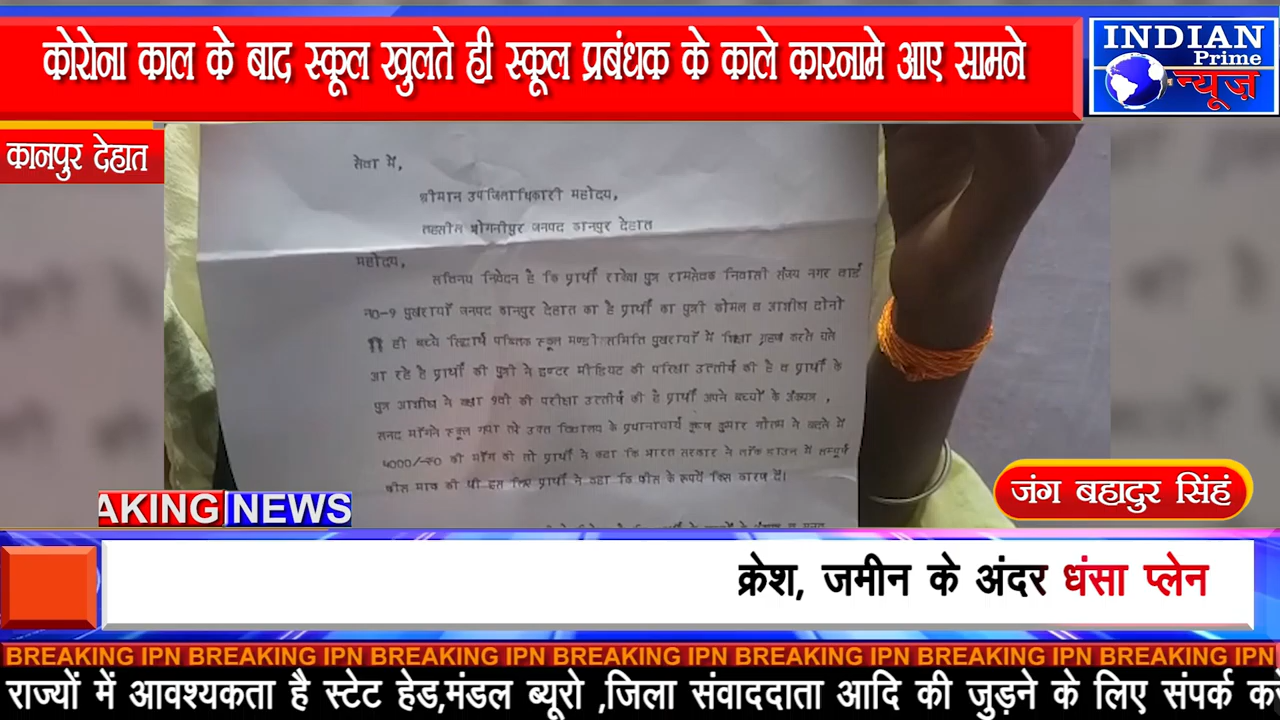 कोरोना काल के बाद स्कूल खुलते ही स्कूल प्रबंधक के काले कारनामे आए सामने
INDIAN
Prime
न्यूज़
कानपुर देहात
सेवा में,
श्रीमान उपजिलाधिकारी महोदय,
तहसील भोगनीपुर जनपद कानपुर देहात
महोदय,
सविनय निवेदन है कि प्रार्थी राकेश पुत्र रामसेवक निवासी संजय नगर वार्ड
न0-9 पुखरायाँ जनपद कानपुर देहात का है प्रार्थी का पुत्री कोमल व आशीष दोनो
ही बच्चे सिद्धार्थ पब्लिक स्कूल मण्डी समिति पुखरायाँ में शिक्षा ग्रहण करते चले
आ रहे है प्रार्थी की पुत्री ने इण्टर मीडियट की परिक्षा उत्तीर्ण की है व प्रार्थी के
पुत्र आशीष ने कक्षा 9वी की परीक्षा उत्तीर्ण की है प्रार्थी अपने बच्चों के अंकपत्र ,
सनद माँगने स्कूल गया तो उक्त विद्यालय के प्रधानाचार्य कृष्ण कुमार गौतम ने बदले में
4000/-रू0 की माँग की तो प्रार्थी ने कहा कि भारत सरकार ने लॉक डाउन में सम्पूर्ण
फीस माफ की थी इस लिए प्रार्थी ने कहा कि फीस के रूपयें किस कारण दें।
AKING NEWS
जंग बहादुर सिंहं
क्रेश, जमीन के अंदर धंसा प्लेन
BREAKING IPN BREAKING IPN BREAKING IPN BREAKING IPN BREAKING IPN BREAKING IPN BREAKING IPN
राज्यों में आवश्यकता है स्टेट हेड,मंडल ब्यूरो ,जिला संवाददाता आदि की जुड़ने के लिए संपर्क करे